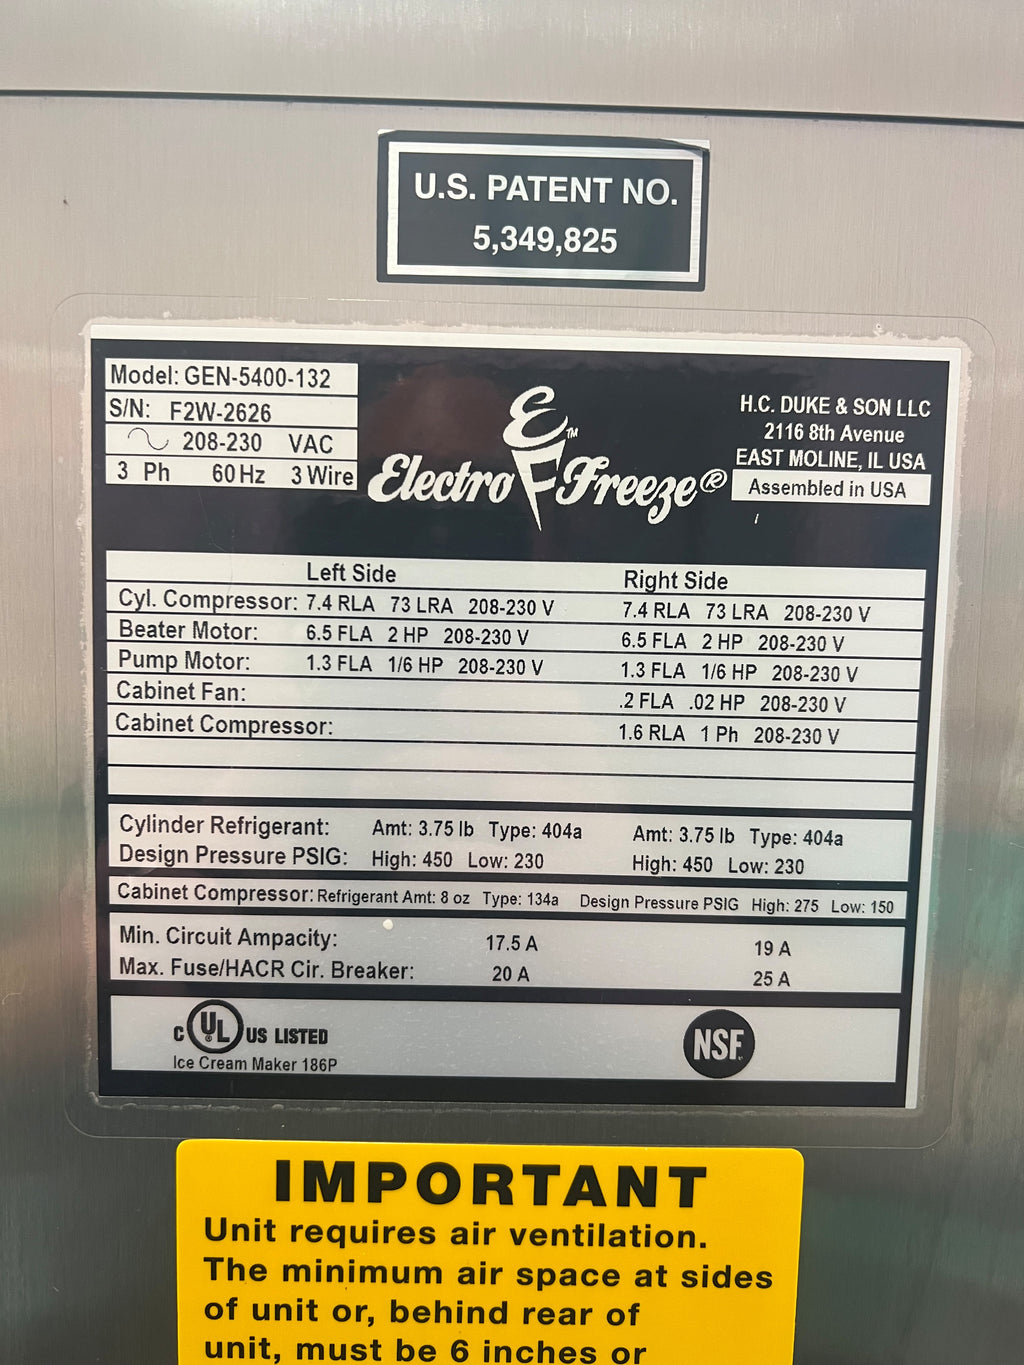 U.S. PATENT NO.
5,349,825
Model: GEN-5400-132
S/N: F2W-2626
208-230 VAC
3 Ph 60 Hz 3 Wire
E
F
TM
Electro Freeze®
H.C. DUKE & SON LLC
2116 8th Avenue
EAST MOLINE, IL USA
Assembled in USA
Left Side Right Side
Cyl. Compressor: 7.4 RLA 73 LRA 208-230 V 7.4 RLA 73 LRA 208-230 V
Beater Motor: 6.5 FLA 2 HP 208-230 V 6.5 FLA 2 HP 208-230 V
Pump Motor: 1.3 FLA 1/6 HP 208-230 V 1.3 FLA 1/6 HP 208-230 V
Cabinet Fan: .2 FLA .02 HP 208-230 V
Cabinet Compressor: 1.6 RLA 1 Ph 208-230 V
Cylinder Refrigerant: Amt: 3.75 lb Type: 404a Amt: 3.75 lb Type: 404a
Design Pressure PSIG: High: 450 Low: 230 High: 450 Low: 230
Cabinet Compressor: Refrigerant Amt: 8 oz Type: 134a Design Pressure PSIG High: 275 Low: 150
Min. Circuit Ampacity: 17.5 A 19 A
Max. Fuse/HACR Cir. Breaker: 20 A 25 A
C UL® US LISTED
Ice Cream Maker 186P
NSF
IMPORTANT
Unit requires air ventilation.
The minimum air space at sides
of unit or, behind rear of
unit, must be 6 inches or